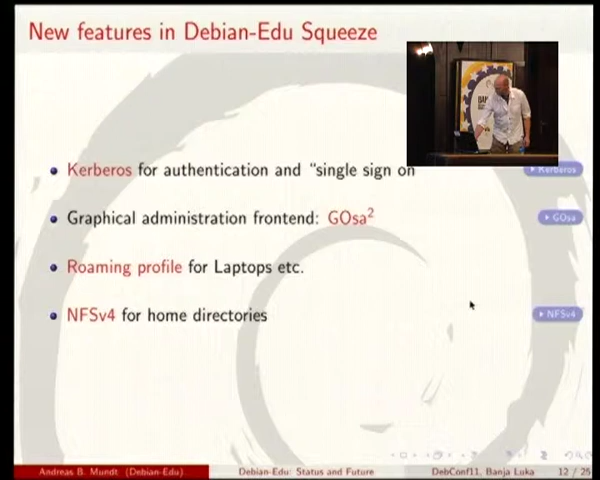 New features in Debian-Edu Squeeze
Kerberos for authentication and "single sign on
Kerberos
Graphical administration frontend: GOsa²
GOsa
Roaming profile for Laptops etc.
NFSv4 for home directories
NFSv4
Andreas B. Mundt (Debian-Edu)
Debian-Edu: Status and Future
DebConf11, Banja Luka
12 / 25